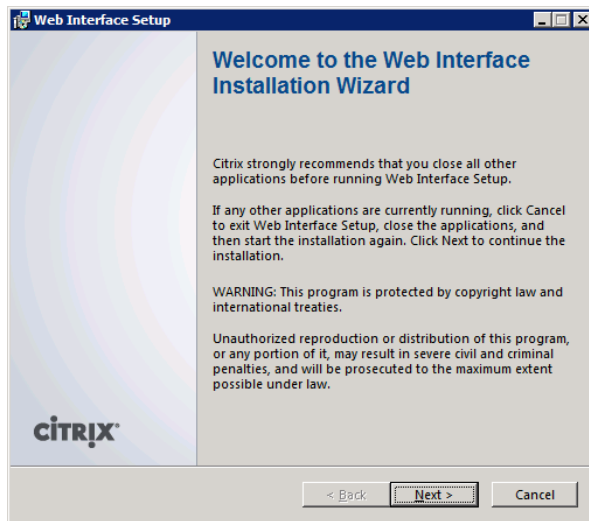 Web Interface Setup
Welcome to the Web Interface
Installation Wizard
Citrix strongly recommends that you close all other
applications before running Web Interface Setup.
If any other applications are currently running, click Cancel
to exit Web Interface Setup, close the applications, and
then start the installation again. Click Next to continue the
installation.
WARNING: This program is protected by copyright law and
international treaties.
Unauthorized reproduction or distribution of this program,
or any portion of it, may result in severe civil and criminal
penalties, and will be prosecuted to the maximum extent
possible under law.
CİTRIX
< Back Next > Cancel